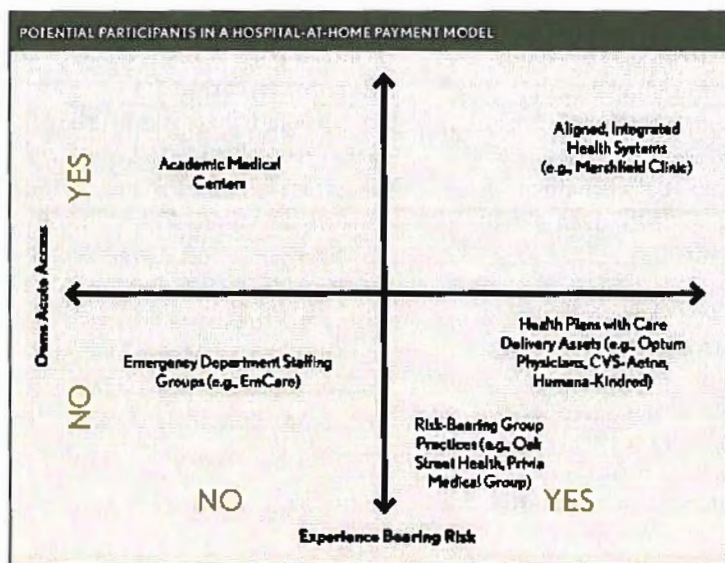 POTENTIAL PARTICIPANTS IN A HOSPITAL-AT-HOME PAYMENT MODEL
Owns Acute Access
YES
Academic Medical
Centers
Aligned, Integrated
Health Systems
(e.g., Marshfield Clinic)
NO
Emergency Department Staffing
Groups (e.g., EmCare)
Health Plans with Care
Delivery Assets (e.g., Optum
Physicians, CVS-Aetna,
Humana-Kindred)
Risk-Bearing Group
Practices (e.g., Oak
Street Health, Privia
Medical Group)
NO
YES
Experience Bearing Risk